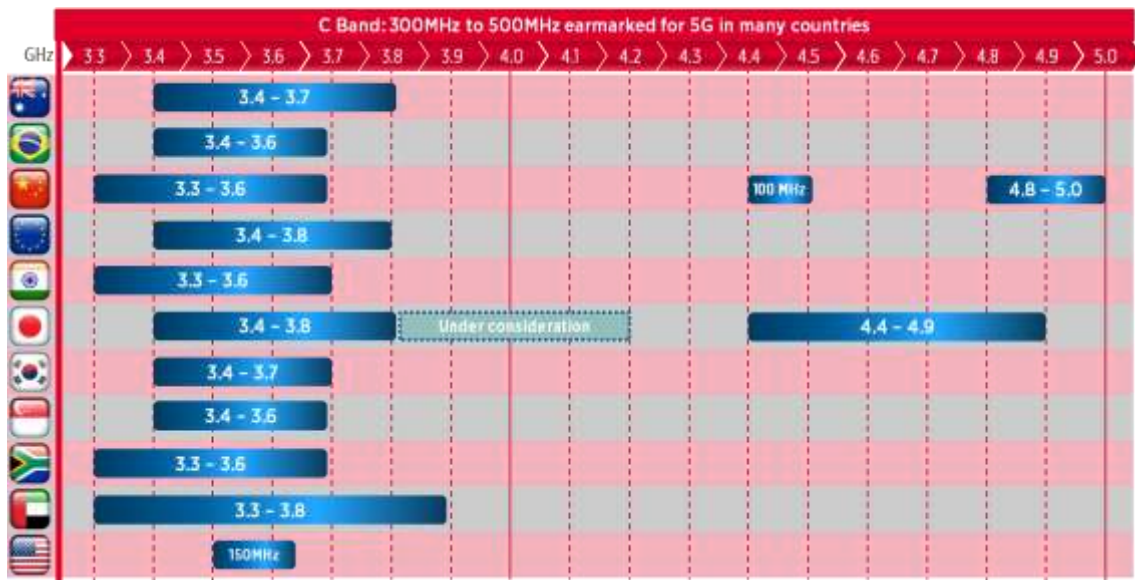 C Band: 300MHz to 500MHz earmarked for 5G in many countries
GHz 3.3 3.4 3.5 3.6 3.7 3.8 3.9 4.0 4.1 4.2 4.3 4.4 4.5 4.6 4.7 4.8 4.9 5.0
3.4 – 3.7
3.4 – 3.6
3.3 – 3.6 100 MHz 4.8 – 5.0
3.4 – 3.8
3.3 – 3.6
3.4 – 3.8 Under consideration 4.4 – 4.9
3.4 – 3.7
3.4 – 3.6
3.3 – 3.6
3.3 – 3.8
150MHz